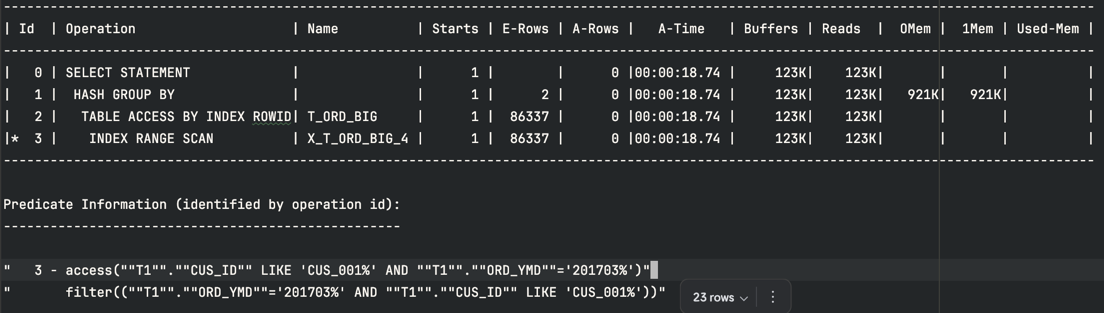 -----------------------------------------------------------------------------------------------------------------------------------------
| Id  | Operation                    | Name          | Starts | E-Rows | A-Rows |   A-Time   | Buffers | Reads  |  OMem |  1Mem | Used-Mem |
-----------------------------------------------------------------------------------------------------------------------------------------
|   0 | SELECT STATEMENT             |               |      1 |        |      0 |00:00:18.74 |    123K|    123K|       |       |          |
|   1 |  HASH GROUP BY               |               |      1 |      2 |      0 |00:00:18.74 |    123K|    123K|   921K|   921K|          |
|   2 |   TABLE ACCESS BY INDEX ROWID| T_ORD_BIG     |      1 |  86337 |      0 |00:00:18.74 |    123K|    123K|       |       |          |
|*  3 |    INDEX RANGE SCAN          | X_T_ORD_BIG_4 |      1 |  86337 |      0 |00:00:18.74 |    123K|    123K|       |       |          |
-----------------------------------------------------------------------------------------------------------------------------------------
Predicate Information (identified by operation id):
---------------------------------------------------
"   3 - access(""T1"".""CUS_ID"" LIKE 'CUS_001%' AND ""T1"".""ORD_YMD""='201703%')"
"       filter((""T1"".""ORD_YMD""='201703%' AND ""T1"".""CUS_ID"" LIKE 'CUS_001%'))"
23 rows